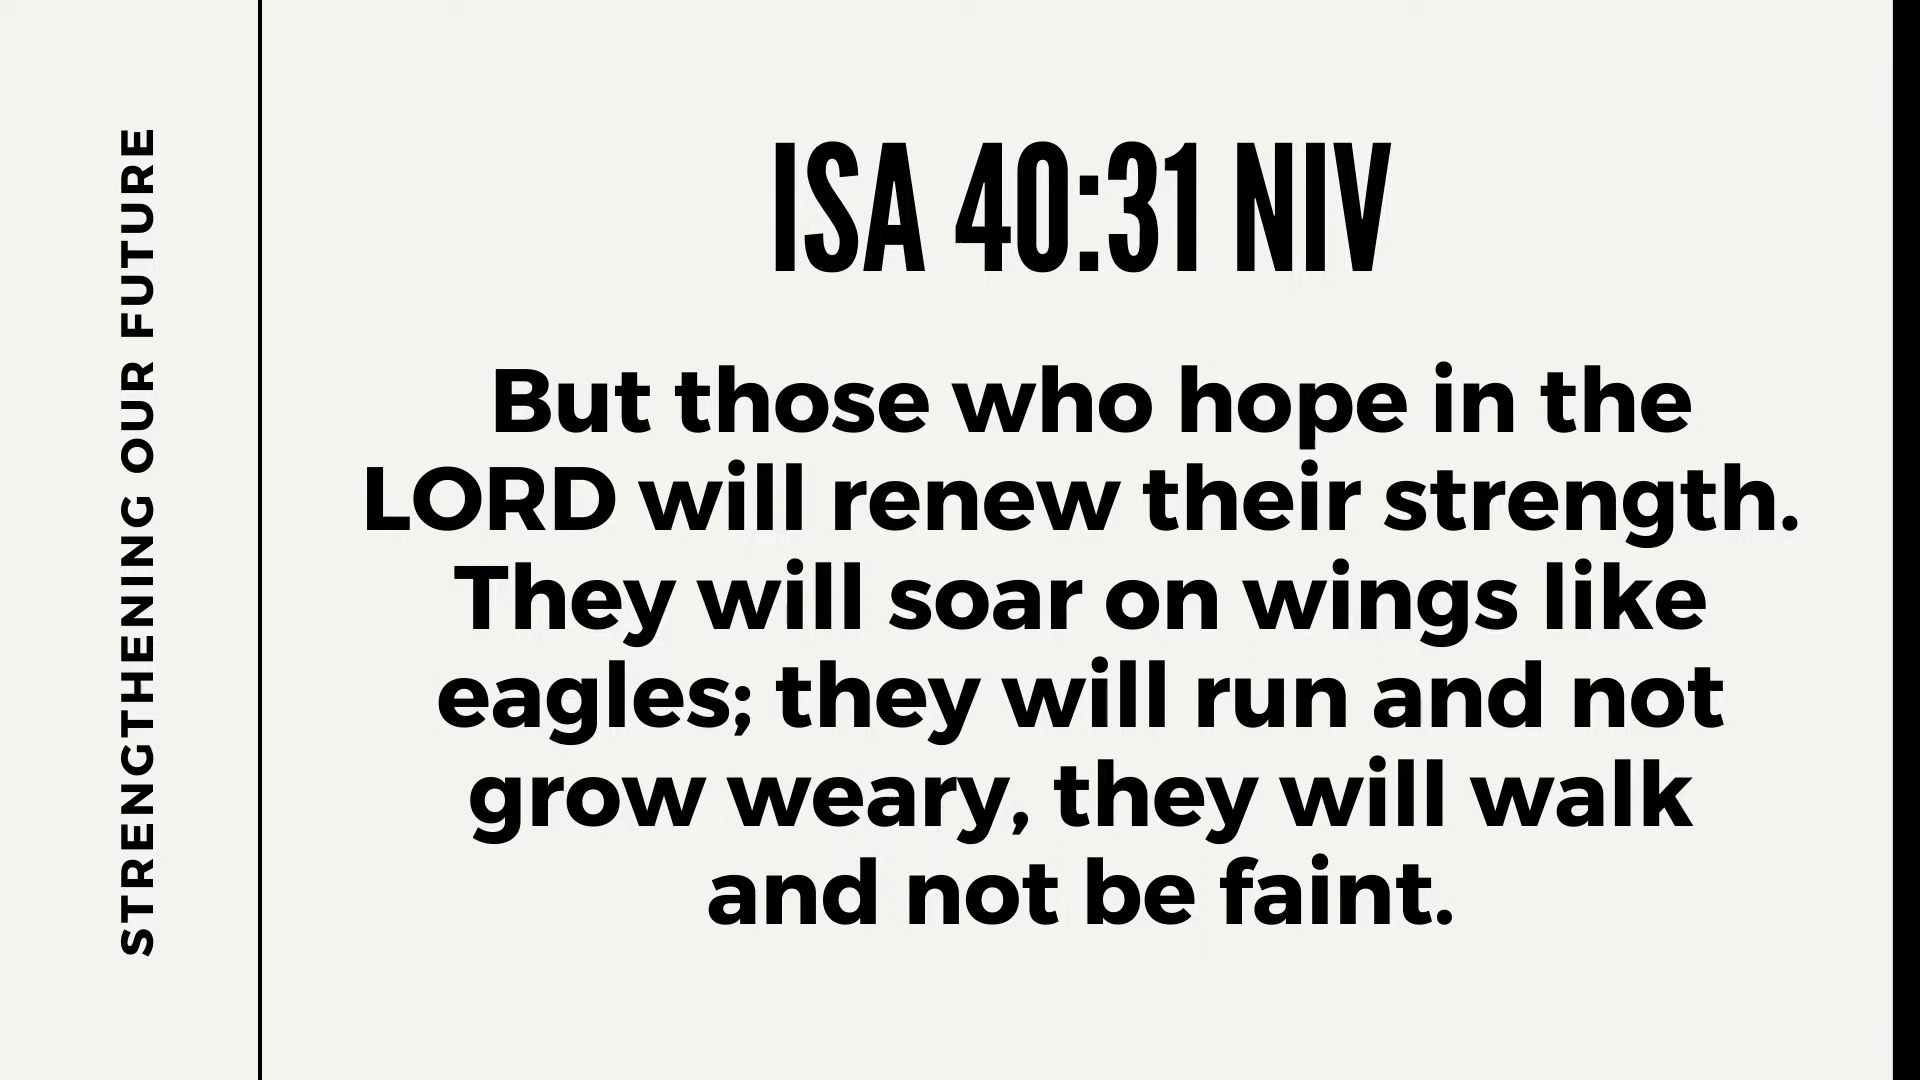 STRENGTHENING OUR FUTURE
ISA 40:31 NIV
But those who hope in the
LORD will renew their strength.
They will soar on wings like
eagles; they will run and not
grow weary, they will walk
and not be faint.